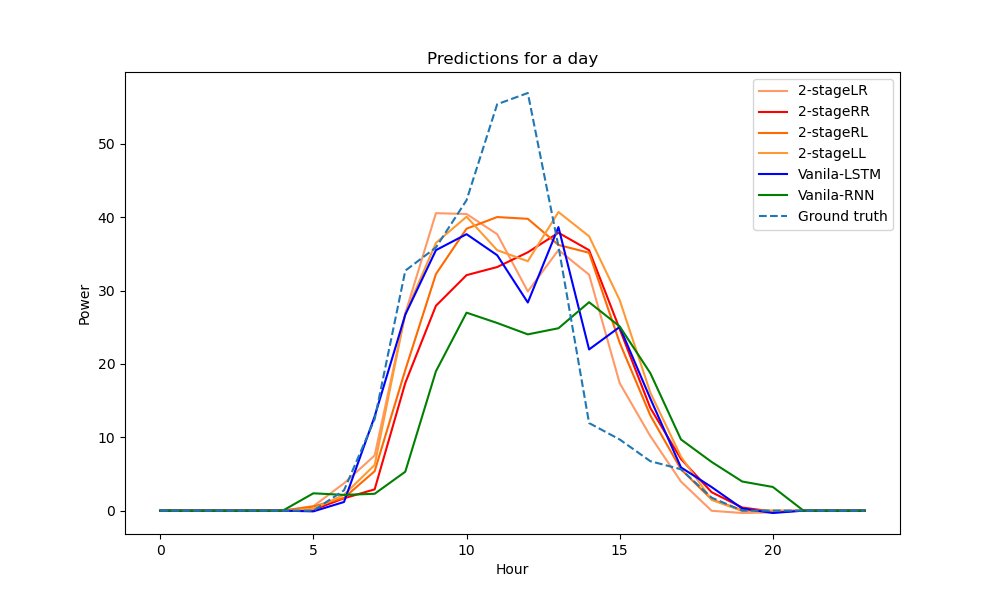 Predictions for a day
2-stageLR
2-stageRR
2-stageRL
2-stageLL
Vanila-LSTM
Vanila-RNN
Ground truth
Power
50
40
30
20
10
0
0 5 10 15 20
Hour